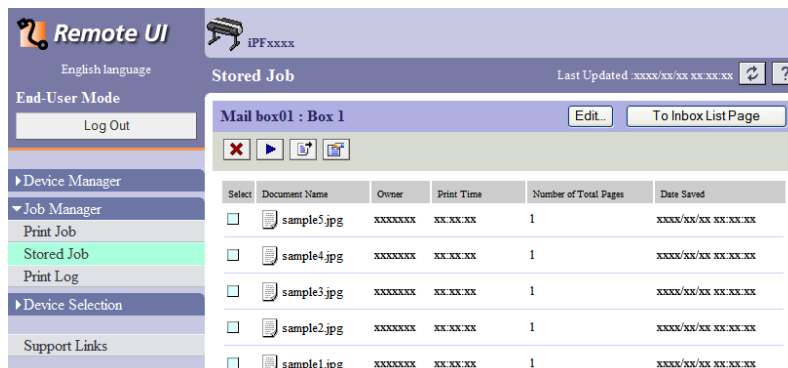 Remote UI
iPFxxxx
English language
Stored Job
Last Updated :xxxx/xx/xx xx:xx:xx
?
End-User Mode
Log Out
Mail box01 : Box 1
Edit...
To Inbox List Page
Device Manager
Job Manager
Print Job
Stored Job
Print Log
Device Selection
Support Links
Select Document Name Owner Print Time Number of Total Pages Date Saved
sample5.jpg xxxxxxx xx:xx:xx 1 xxxx/xx/xx xx:xx:xx
sample4.jpg xxxxxxx xx:xx:xx 1 xxxx/xx/xx xx:xx:xx
sample3.jpg xxxxxxx xx:xx:xx 1 xxxx/xx/xx xx:xx:xx
sample2.jpg xxxxxxx xx:xx:xx 1 xxxx/xx/xx xx:xx:xx
sample1.jpg xxxxxxx xx:xx:xx 1 xxxx/xx/xx xx:xx:xx